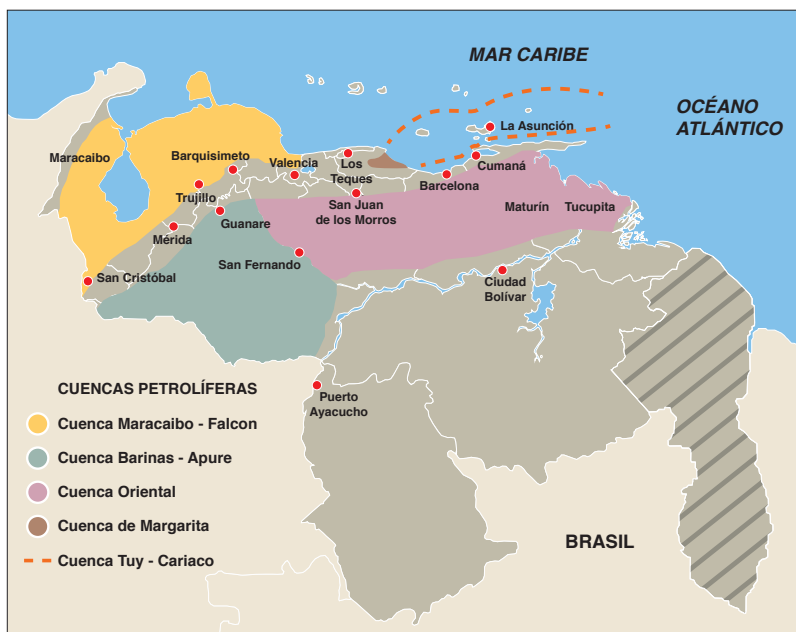 MAR CARIBE
OCÉANO
ATLÁNTICO
La Asunción
Maracaibo
Barquisimeto
Valencia
Los
Teques
Cumaná
Trujillo
Barcelona
San Juan
de los Morros
Maturín
Tucupita
Guanare
Mérida
San Fernando
San Cristóbal
Ciudad
Bolívar
Puerto
Ayacucho
CUENCAS PETROLÍFERAS
Cuenca Maracaibo - Falcon
Cuenca Barinas - Apure
Cuenca Oriental
Cuenca de Margarita
Cuenca Tuy - Cariaco
BRASIL